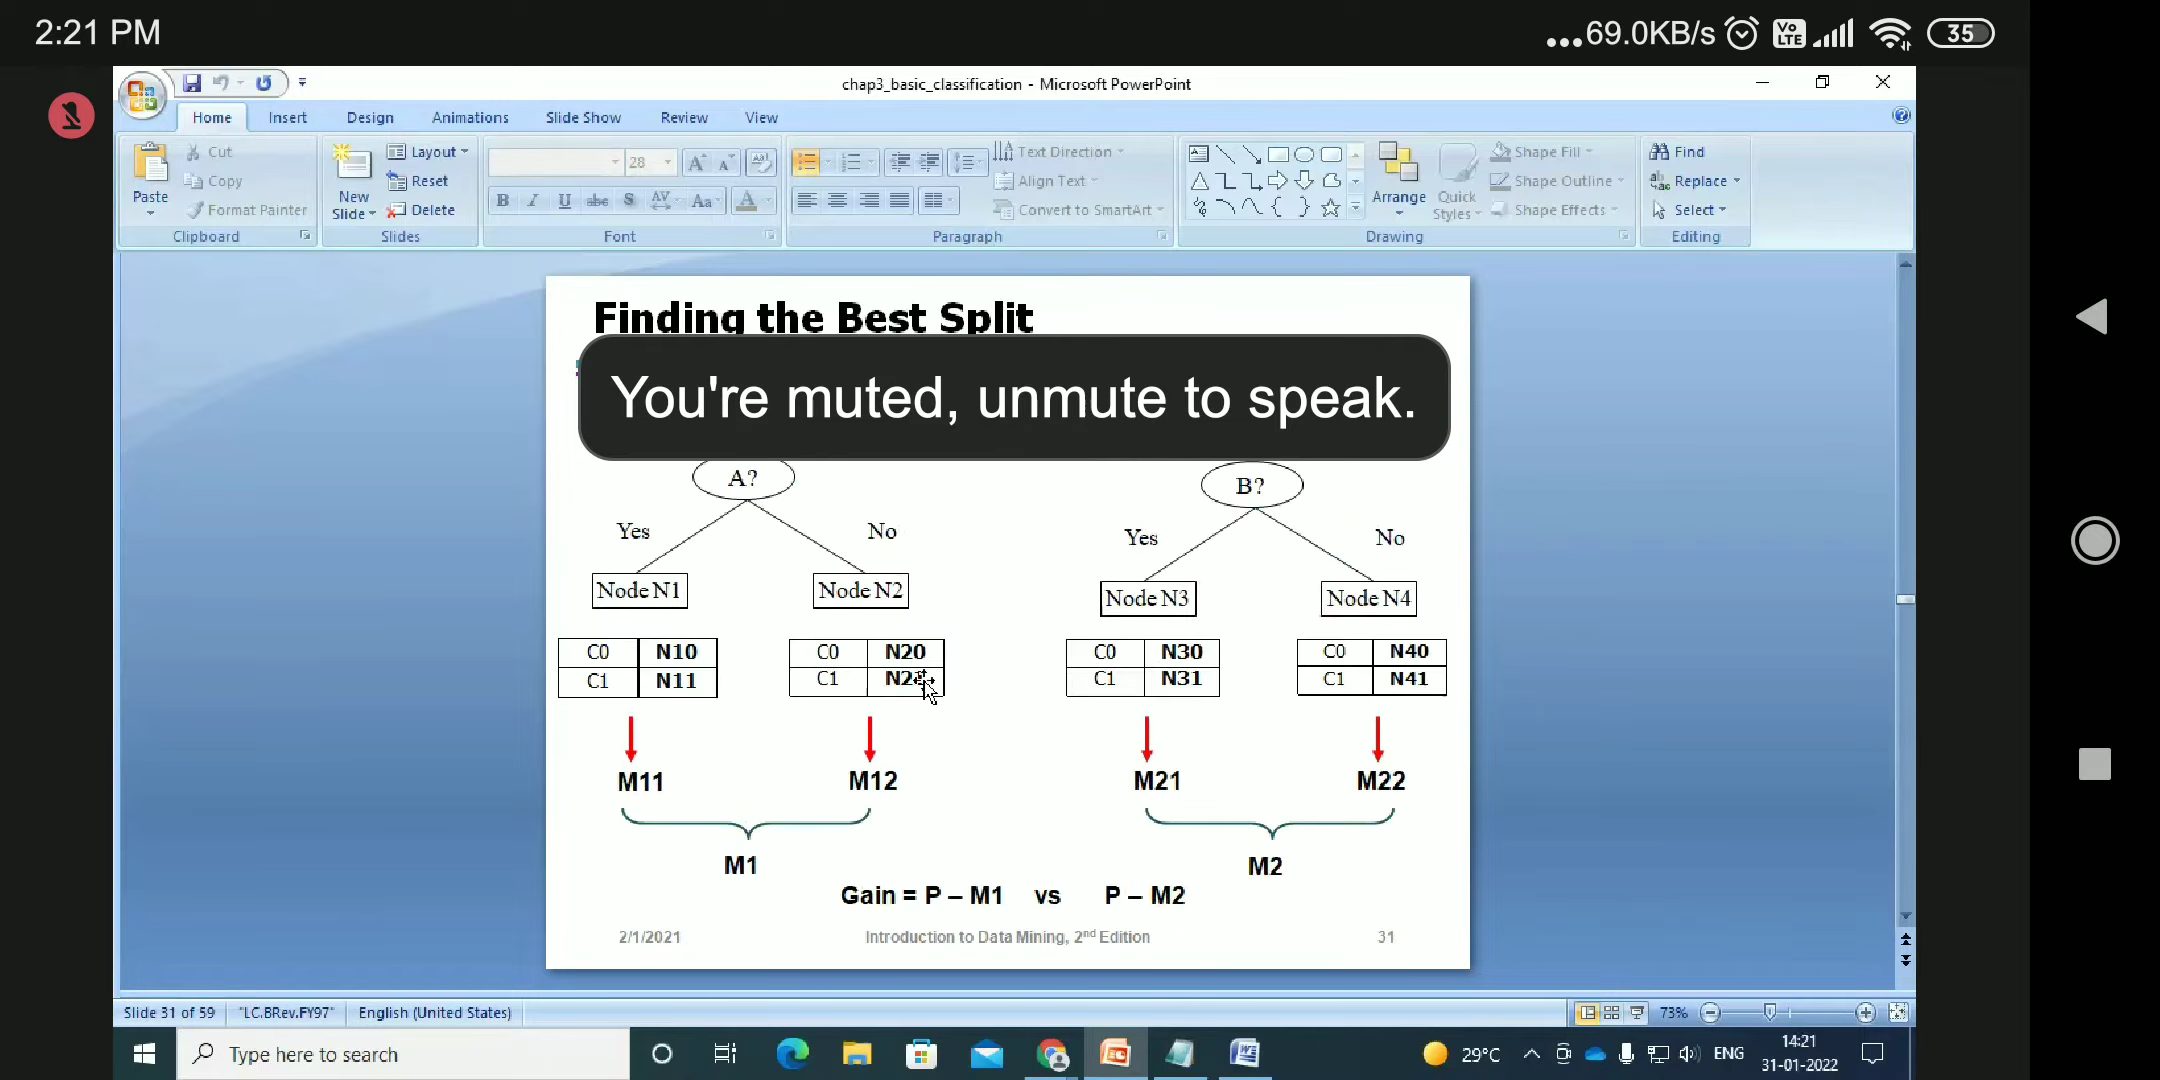 2:21 PM
...69.0KB/s
Vo LTE
35
chap3_basic_classification - Microsoft PowerPoint
Home Insert Design Animations Slide Show Review View
Paste
Cut
Copy
Format Painter
Clipboard
New Slide
Layout
Reset
Delete
Slides
28
B I U abc S AV Aa A
Font
Text Direction
Align Text
Convert to SmartArt
Paragraph
Arrange
Quick Styles
Shape Fill
Shape Outline
Shape Effects
Drawing
Find
Replace
Select
Editing
Finding the Best Split
You're muted, unmute to speak.
A?
Yes
No
Node N1
Node N2
C0 N10
C1 N11
C0 N20
C1
M11
M12
M1
B?
Yes
No
Node N3
Node N4
C0 N30
C1 N31
C0 N40
C1 N41
M21
M22
M2
Gain = P – M1 vs P – M2
2/1/2021
Introduction to Data Mining, 2nd Edition
31
Slide 31 of 59
"LC.BRev.FY97"
English (United States)
73%
Type here to search
29°C
ENG
14:21
31-01-2022